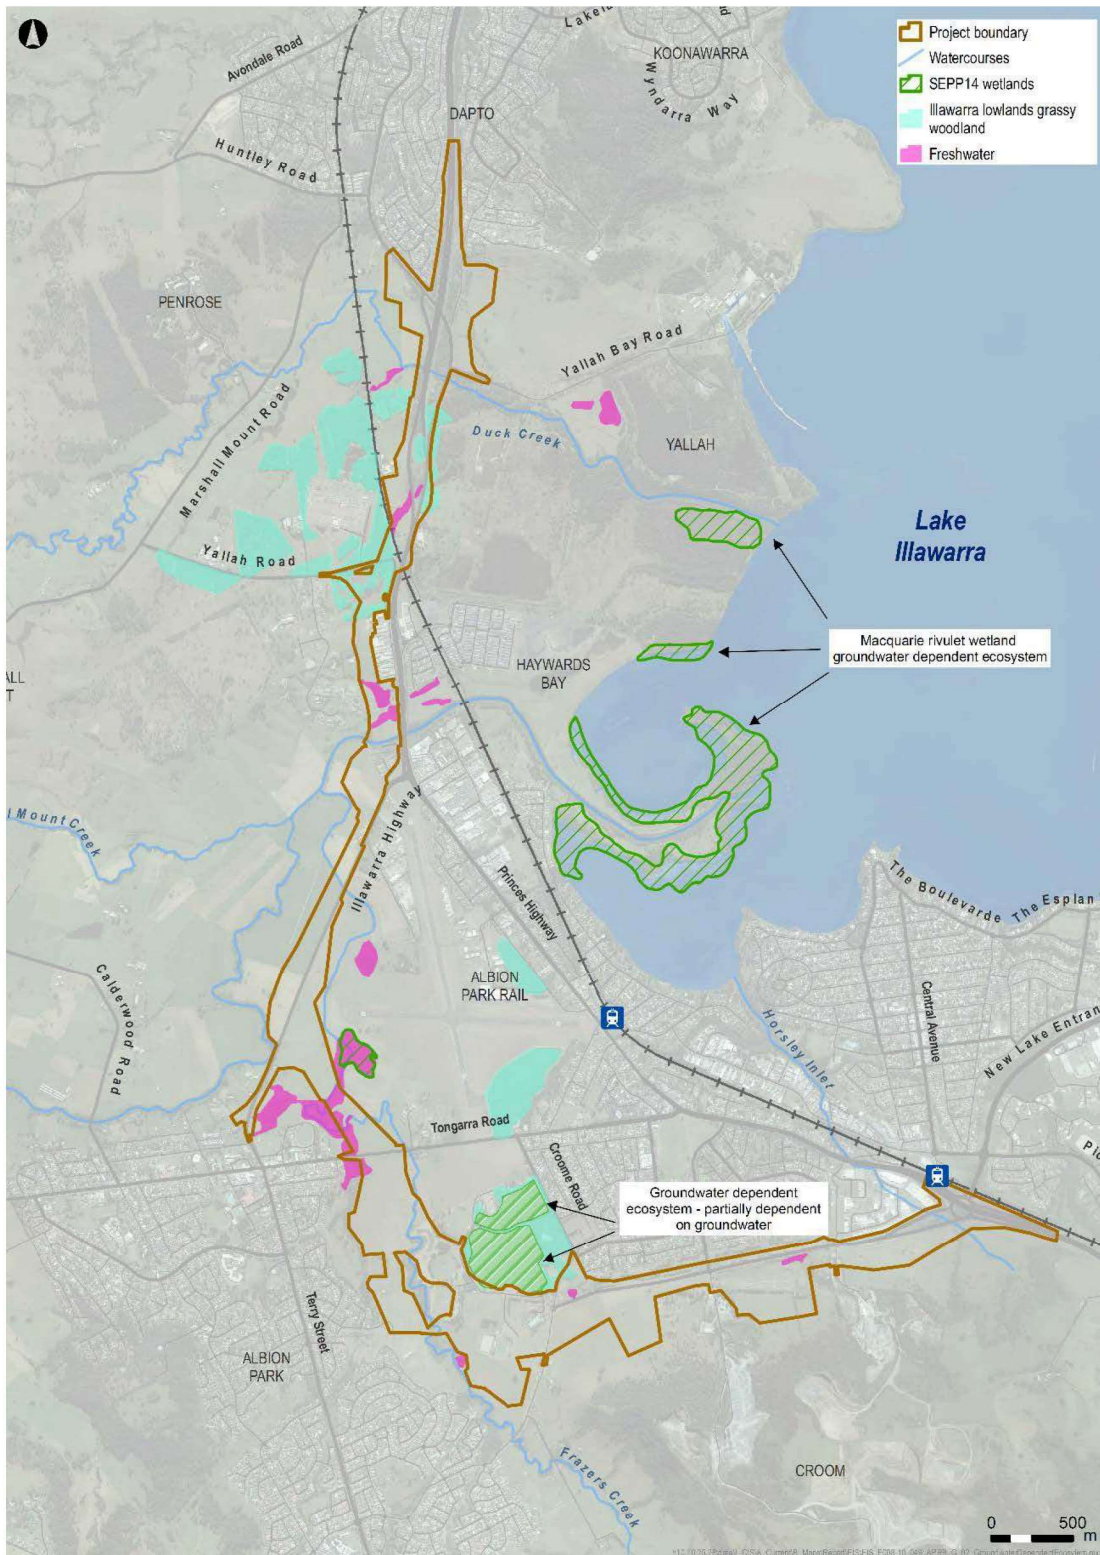 Project boundary
Watercourses
SEPP14 wetlands
Illawarra lowlands grassy
woodland
Freshwater
Avondale Road
KOONAWARRA
Wyndarra Way
DAPTO
Huntley Road
PENROSE
Yallah Bay Road
Marshall Mount Road
Duck Creek
YALLAH
Lake
Illawarra
Yallah Road
Macquarie rivulet wetland
groundwater dependent ecosystem
HAYWARDS
BAY
Mount Creek
Illawarra Highway
Princes Highway
The Boulevarde
The Esplan
Calderwood Road
ALBION
PARK RAIL
Central Avenue
Horsley Inlet
New Lake Entran
Tongarra Road
Croome Road
Groundwater dependent
ecosystem - partially dependent
on groundwater
Terry Street
ALBION
PARK
CROOM
Frazers Creek
0 500
m